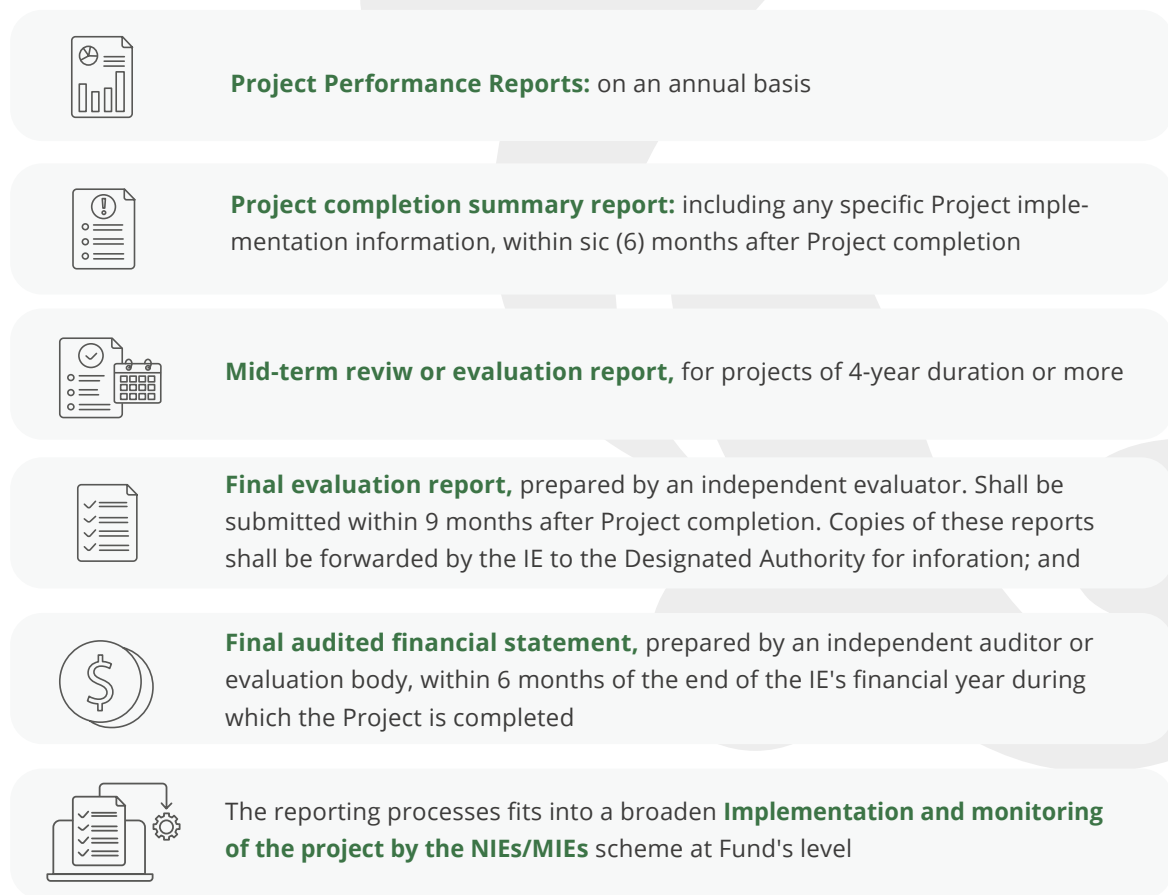 Project Performance Reports: on an annual basis
Project completion summary report: including any specific Project imple-
mentation information, within sic (6) months after Project completion
Mid-term reviw or evaluation report, for projects of 4-year duration or more
Final evaluation report, prepared by an independent evaluator. Shall be
submitted within 9 months after Project completion. Copies of these reports
shall be forwarded by the IE to the Designated Authority for inforation; and
Final audited financial statement, prepared by an independent auditor or
evaluation body, within 6 months of the end of the IE's financial year during
which the Project is completed
The reporting processes fits into a broaden Implementation and monitoring
of the project by the NIEs/MIEs scheme at Fund's level